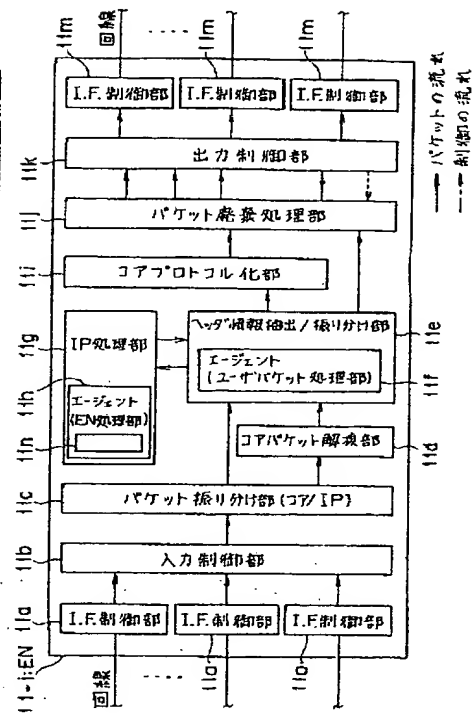 11-i:EN
11a
11b
11c
11g
11h
11n
11i
11j
11k
11m
回線
I.F.制御部
I.F.制御部
11a
I.F.制御部
11a
回線
入力制御部
パケット振り分け部(コア/IP)
IP処理部
エージェント
(EN処理部)
コアパケット解換部
11d
ヘッダ情報抽出/振り分け部
11e
エージェント
(ユーザパケット処理部)
11f
コアプロトコル化部
パケット廃棄処理部
出力制御部
I.F.制御部
I.F.制御部
11m
I.F.制御部
11m
パケットの流れ
制御の流れ